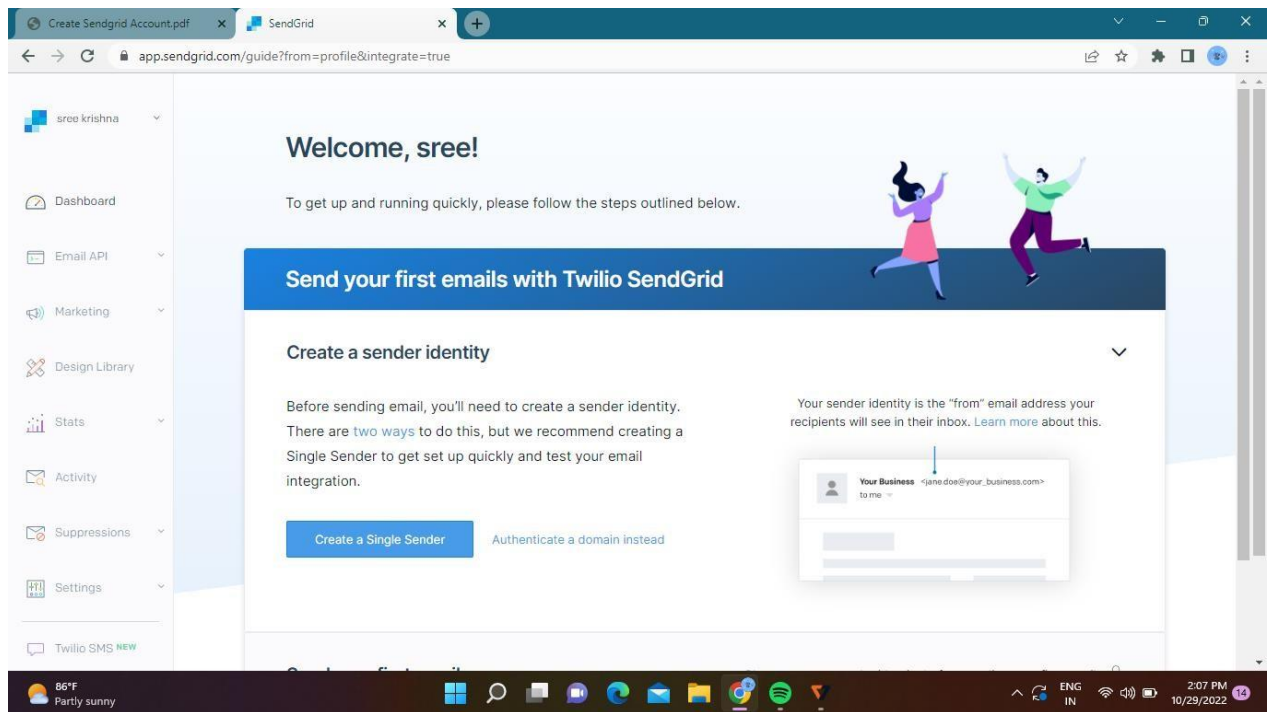 Create Sendgrid Account.pdf
SendGrid
app.sendgrid.com/guide?from=profile&integrate=true
sree krishna
Dashboard
Email API
Marketing
Design Library
Stats
Activity
Suppressions
Settings
Twilio SMS NEW
Welcome, sree!
To get up and running quickly, please follow the steps outlined below.
Send your first emails with Twilio SendGrid
Create a sender identity
Before sending email, you'll need to create a sender identity.
There are two ways to do this, but we recommend creating a
Single Sender to get set up quickly and test your email
integration.
Create a Single Sender
Authenticate a domain instead
Your sender identity is the "from" email address your
recipients will see in their inbox. Learn more about this.
Your Business <jane.doe@your_business.com>
to me
86°F
Partly sunny
ENG
IN
2:07 PM
10/29/2022
14